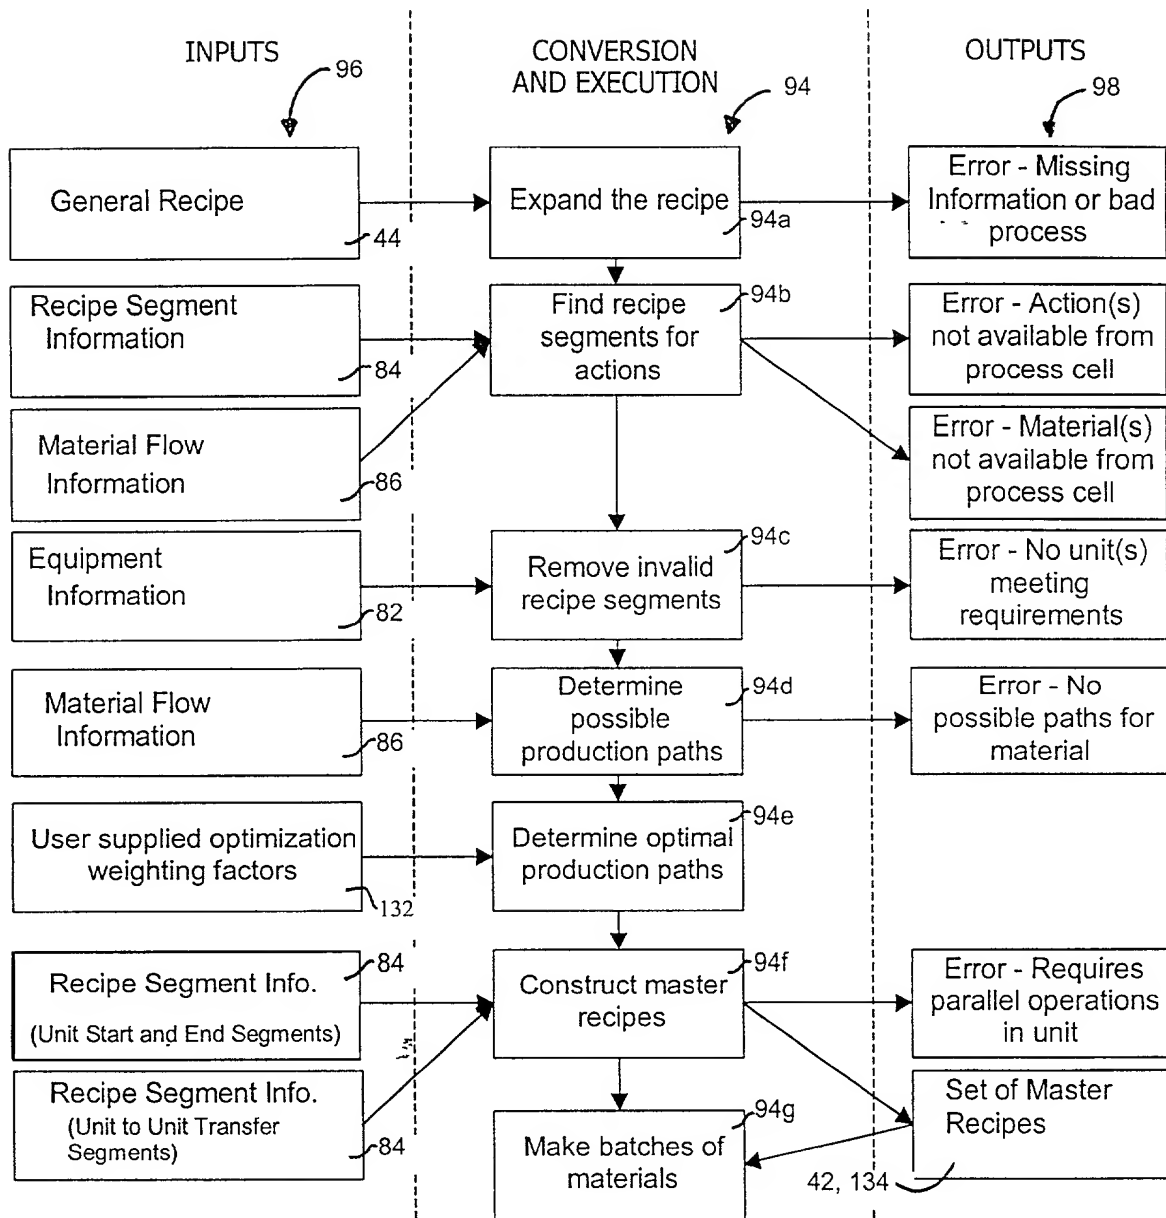 INPUTS
96
CONVERSION
AND EXECUTION
94
OUTPUTS
98
General Recipe
44
Expand the recipe
94a
Error - Missing
Information or bad
process
Recipe Segment
Information
84
Find recipe
segments for
actions
94b
Error - Action(s)
not available from
process cell
Material Flow
Information
86
Error - Material(s)
not available from
process cell
Equipment
Information
82
Remove invalid
recipe segments
94c
Error - No unit(s)
meeting
requirements
Material Flow
Information
86
Determine
possible
production paths
94d
Error - No
possible paths for
material
User supplied optimization
weighting factors
132
Determine optimal
production paths
94e
Recipe Segment Info.
(Unit Start and End Segments)
84
Construct master
recipes
94f
Error - Requires
parallel operations
in unit
Recipe Segment Info.
(Unit to Unit Transfer
Segments)
84
Make batches of
materials
94g
Set of Master
Recipes
42, 134